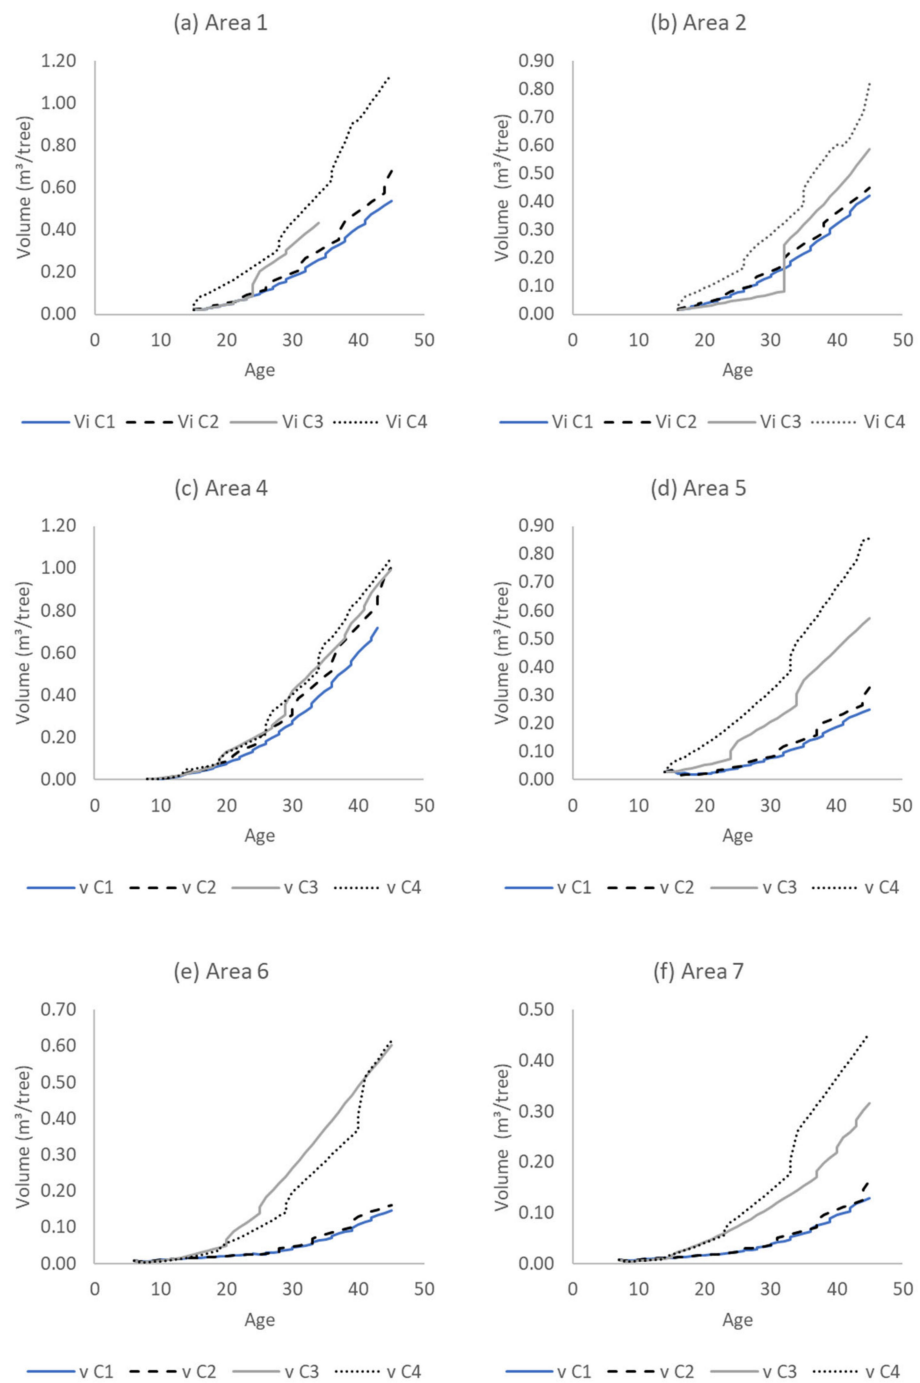 (a) Area 1
1.20
1.00
0.80
0.60
0.40
0.20
0.00
Volume (m³/tree)
0 10 20 30 40 50
Age
Vi C1 Vi C2 Vi C3 Vi C4
(b) Area 2
0.90
0.80
0.70
0.60
0.50
0.40
0.30
0.20
0.10
0.00
Volume (m³/tree)
0 10 20 30 40 50
Age
Vi C1 Vi C2 Vi C3 Vi C4
(c) Area 4
1.20
1.00
0.80
0.60
0.40
0.20
0.00
Volume (m³/tree)
0 10 20 30 40 50
Age
v C1 v C2 v C3 v C4
(d) Area 5
0.90
0.80
0.70
0.60
0.50
0.40
0.30
0.20
0.10
0.00
Volume (m³/tree)
0 10 20 30 40 50
Age
v C1 v C2 v C3 v C4
(e) Area 6
0.70
0.60
0.50
0.40
0.30
0.20
0.10
0.00
Volume (m³/tree)
0 10 20 30 40 50
Age
v C1 v C2 v C3 v C4
(f) Area 7
0.50
0.40
0.30
0.20
0.10
0.00
Volume (m³/tree)
0 10 20 30 40 50
Age
v C1 v C2 v C3 v C4